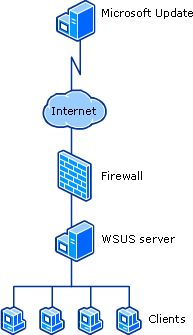 Microsoft Update
Internet
Firewall
WSUS server
Clients